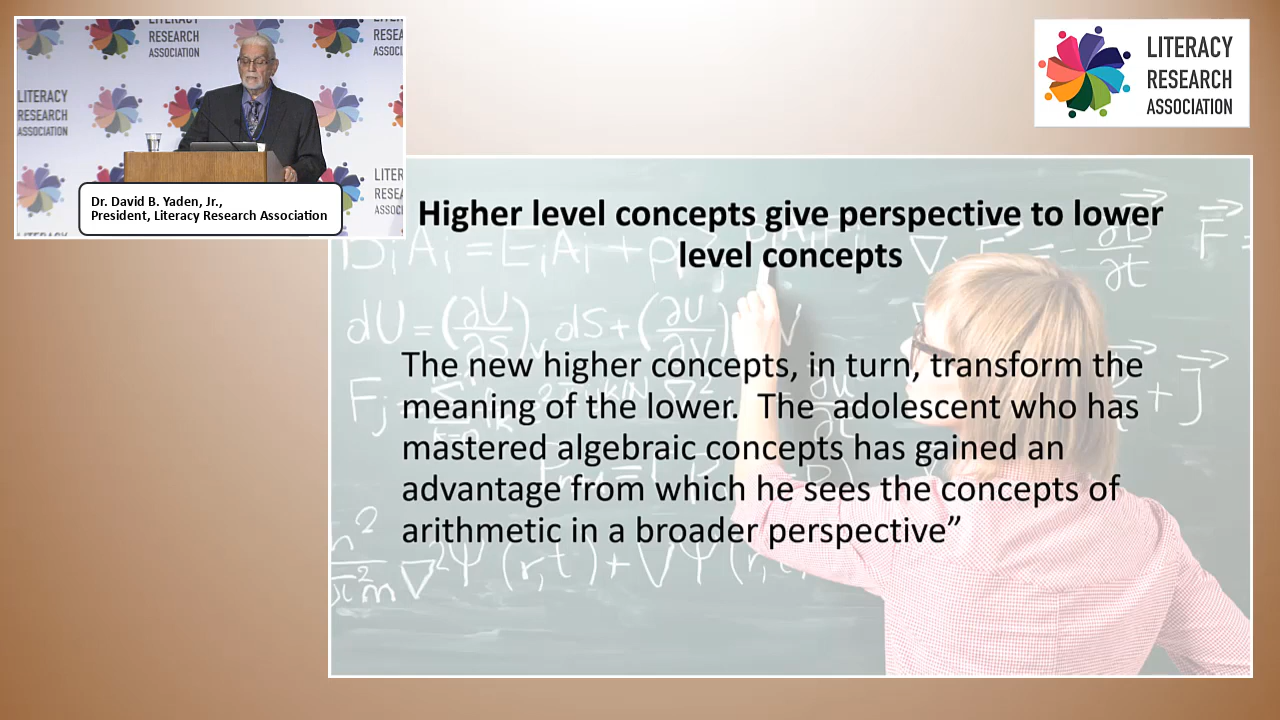 LITERACY
RESEARCH
ASSOCIATION
LITERACY
RESEARCH
ASSOCIATION
Dr. David B. Yaden, Jr.,
President, Literacy Research Association
LITERACY
RESEARCH
ASSOCIATION
Higher level concepts give perspective to lower
level concepts
The new higher concepts, in turn, transform the
meaning of the lower.  The  adolescent who has
mastered algebraic concepts has gained an
advantage from which he sees the concepts of
arithmetic in a broader perspective”